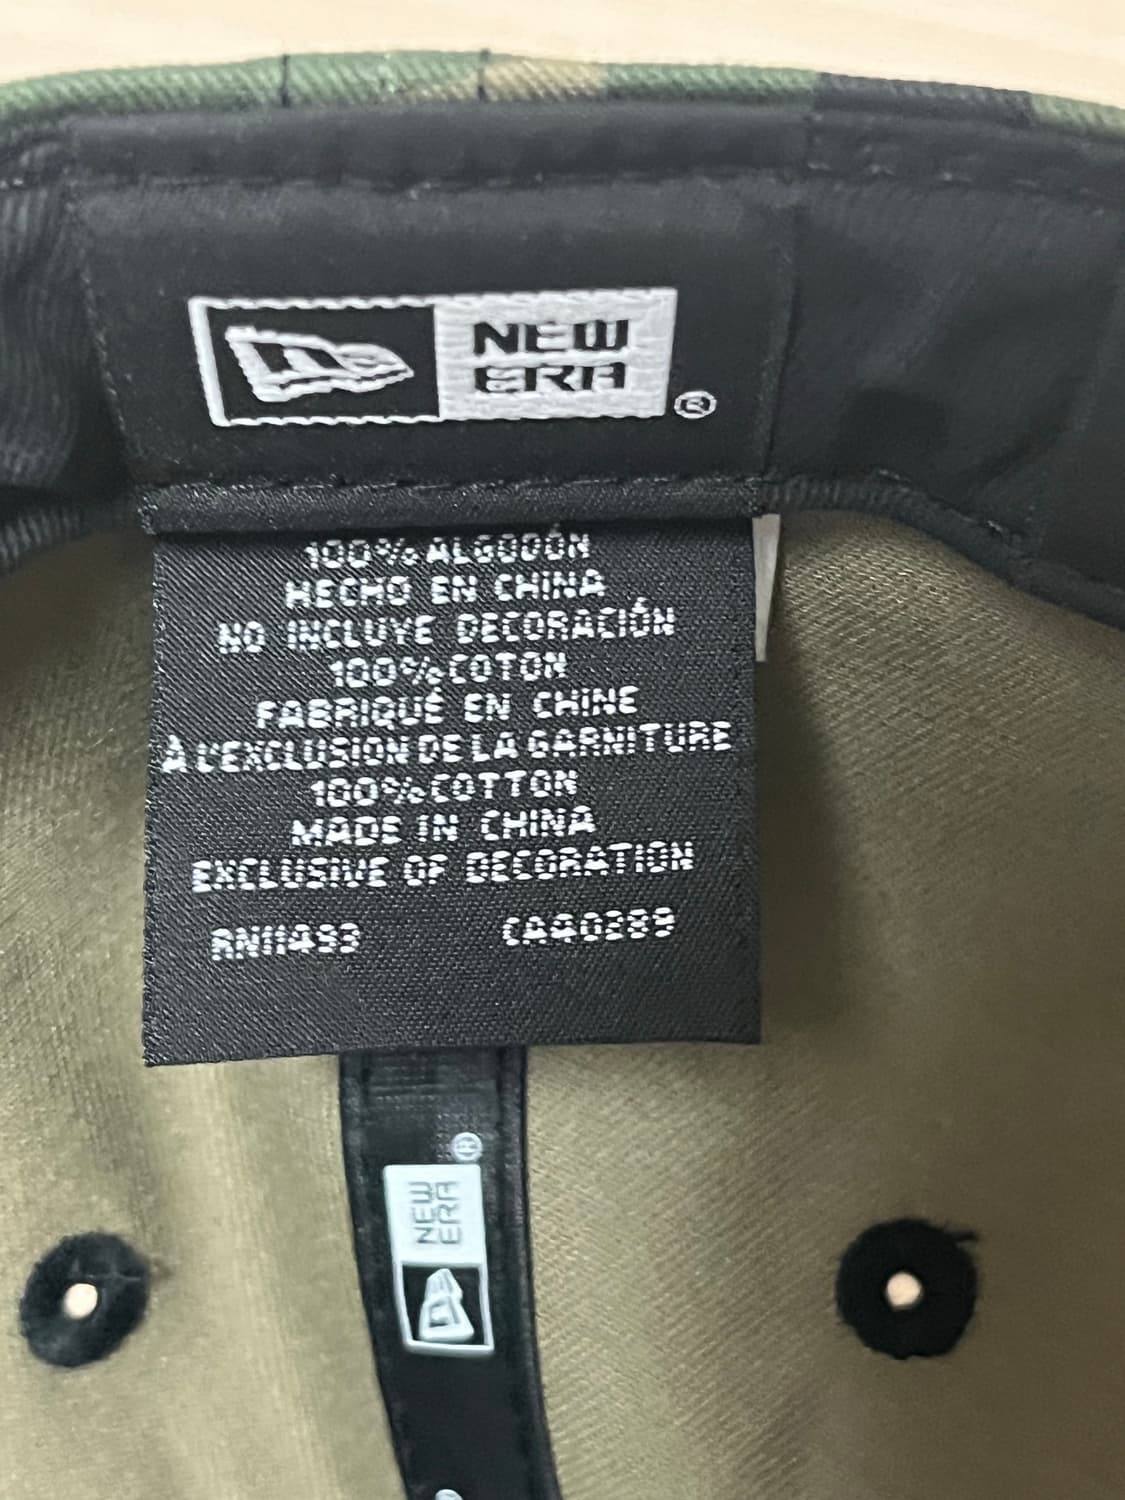 NEW
ERA
®
100% ALGODÓN
HECHO EN CHINA
NO INCLUYE DECORACIÓN
100% COTON
FABRIQUÉ EN CHINE
À L'EXCLUSION DE LA GARNITURE
100% COTTON
MADE IN CHINA
EXCLUSIVE OF DECORATION
RN11493 CA40289
®
NEW
ERA